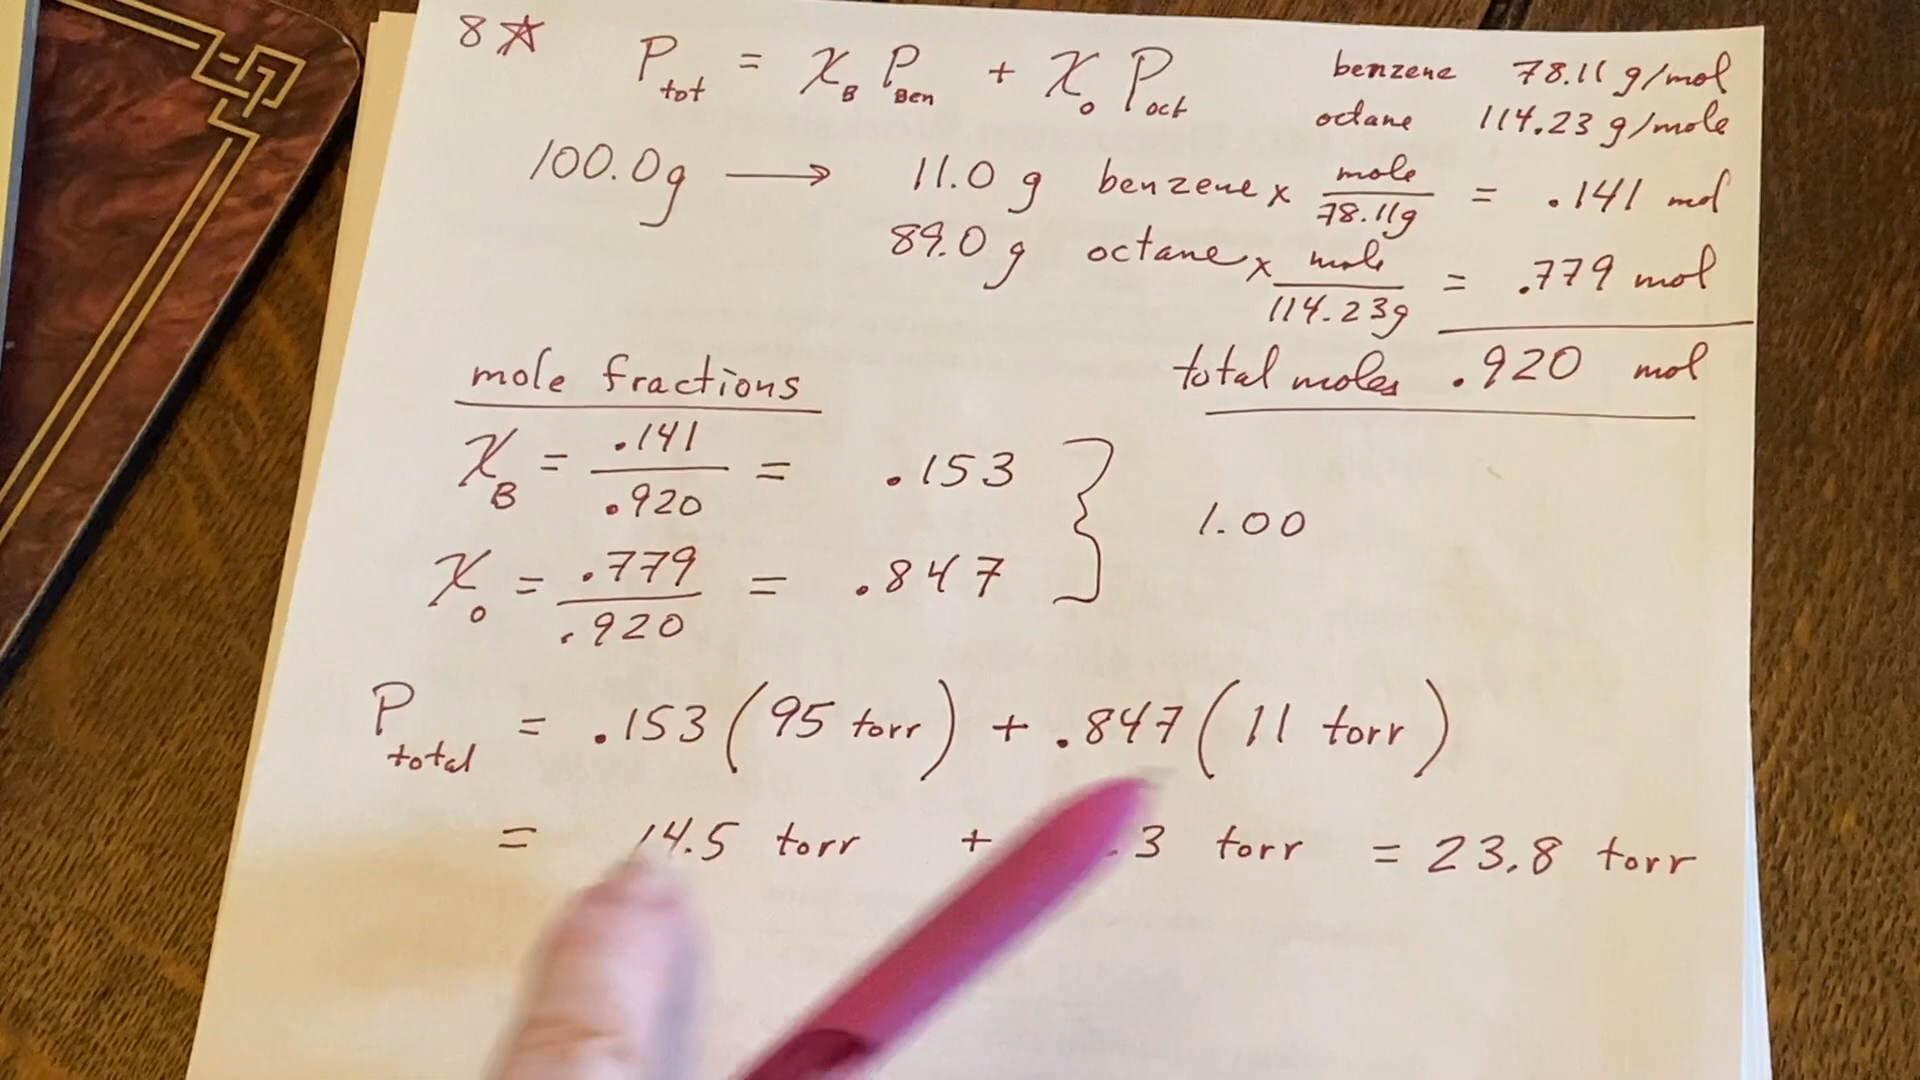 8☆ P tot = χ_B P_Ben + χ_o P_oct
benzene 78.11 g/mol
octane 114.23 g/mole
100.0g → 11.0 g benzene x mole/78.11g = .141 mol
89.0 g octane x mole/114.23g = .779 mol
total moles .920 mol
mole fractions
χ_B = .141/.920 = .153
χ_o = .779/.920 = .847
} 1.00
P total = .153 (95 torr) + .847 (11 torr)
= 14.5 torr + .3 torr = 23.8 torr